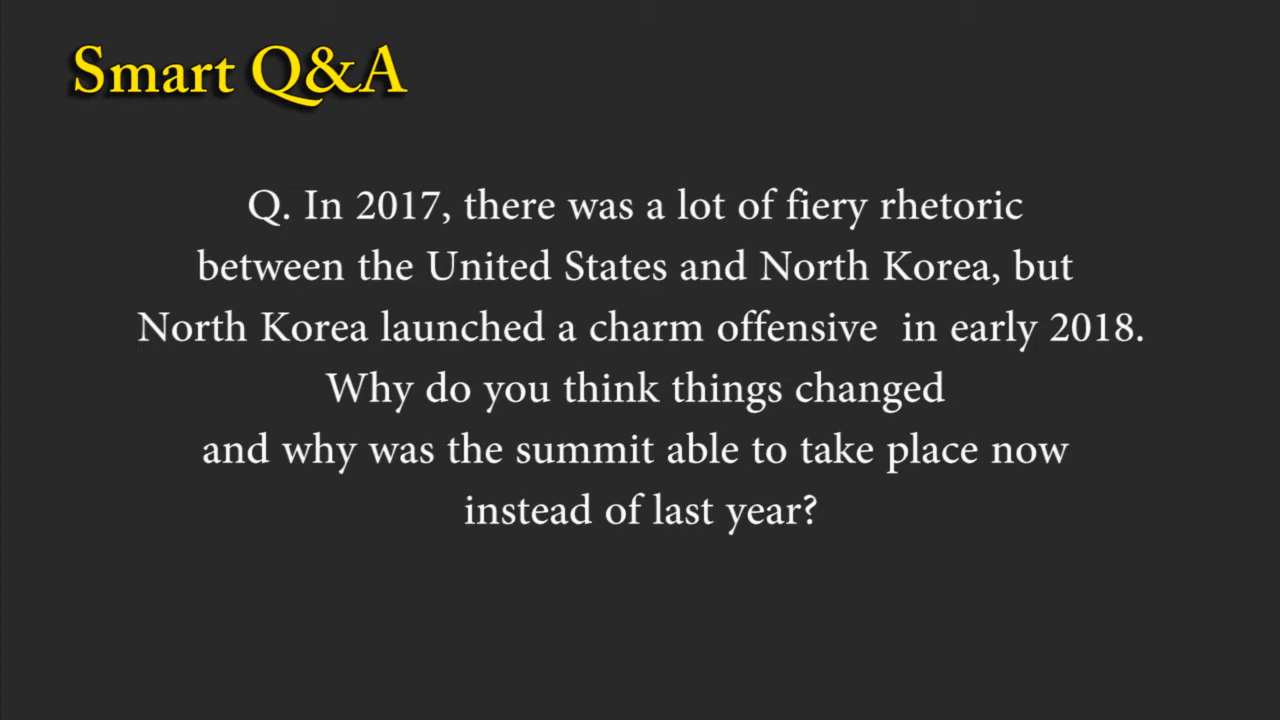 Smart Q&A
Q. In 2017, there was a lot of fiery rhetoric
between the United States and North Korea, but
North Korea launched a charm offensive in early 2018.
Why do you think things changed
and why was the summit able to take place now
instead of last year?